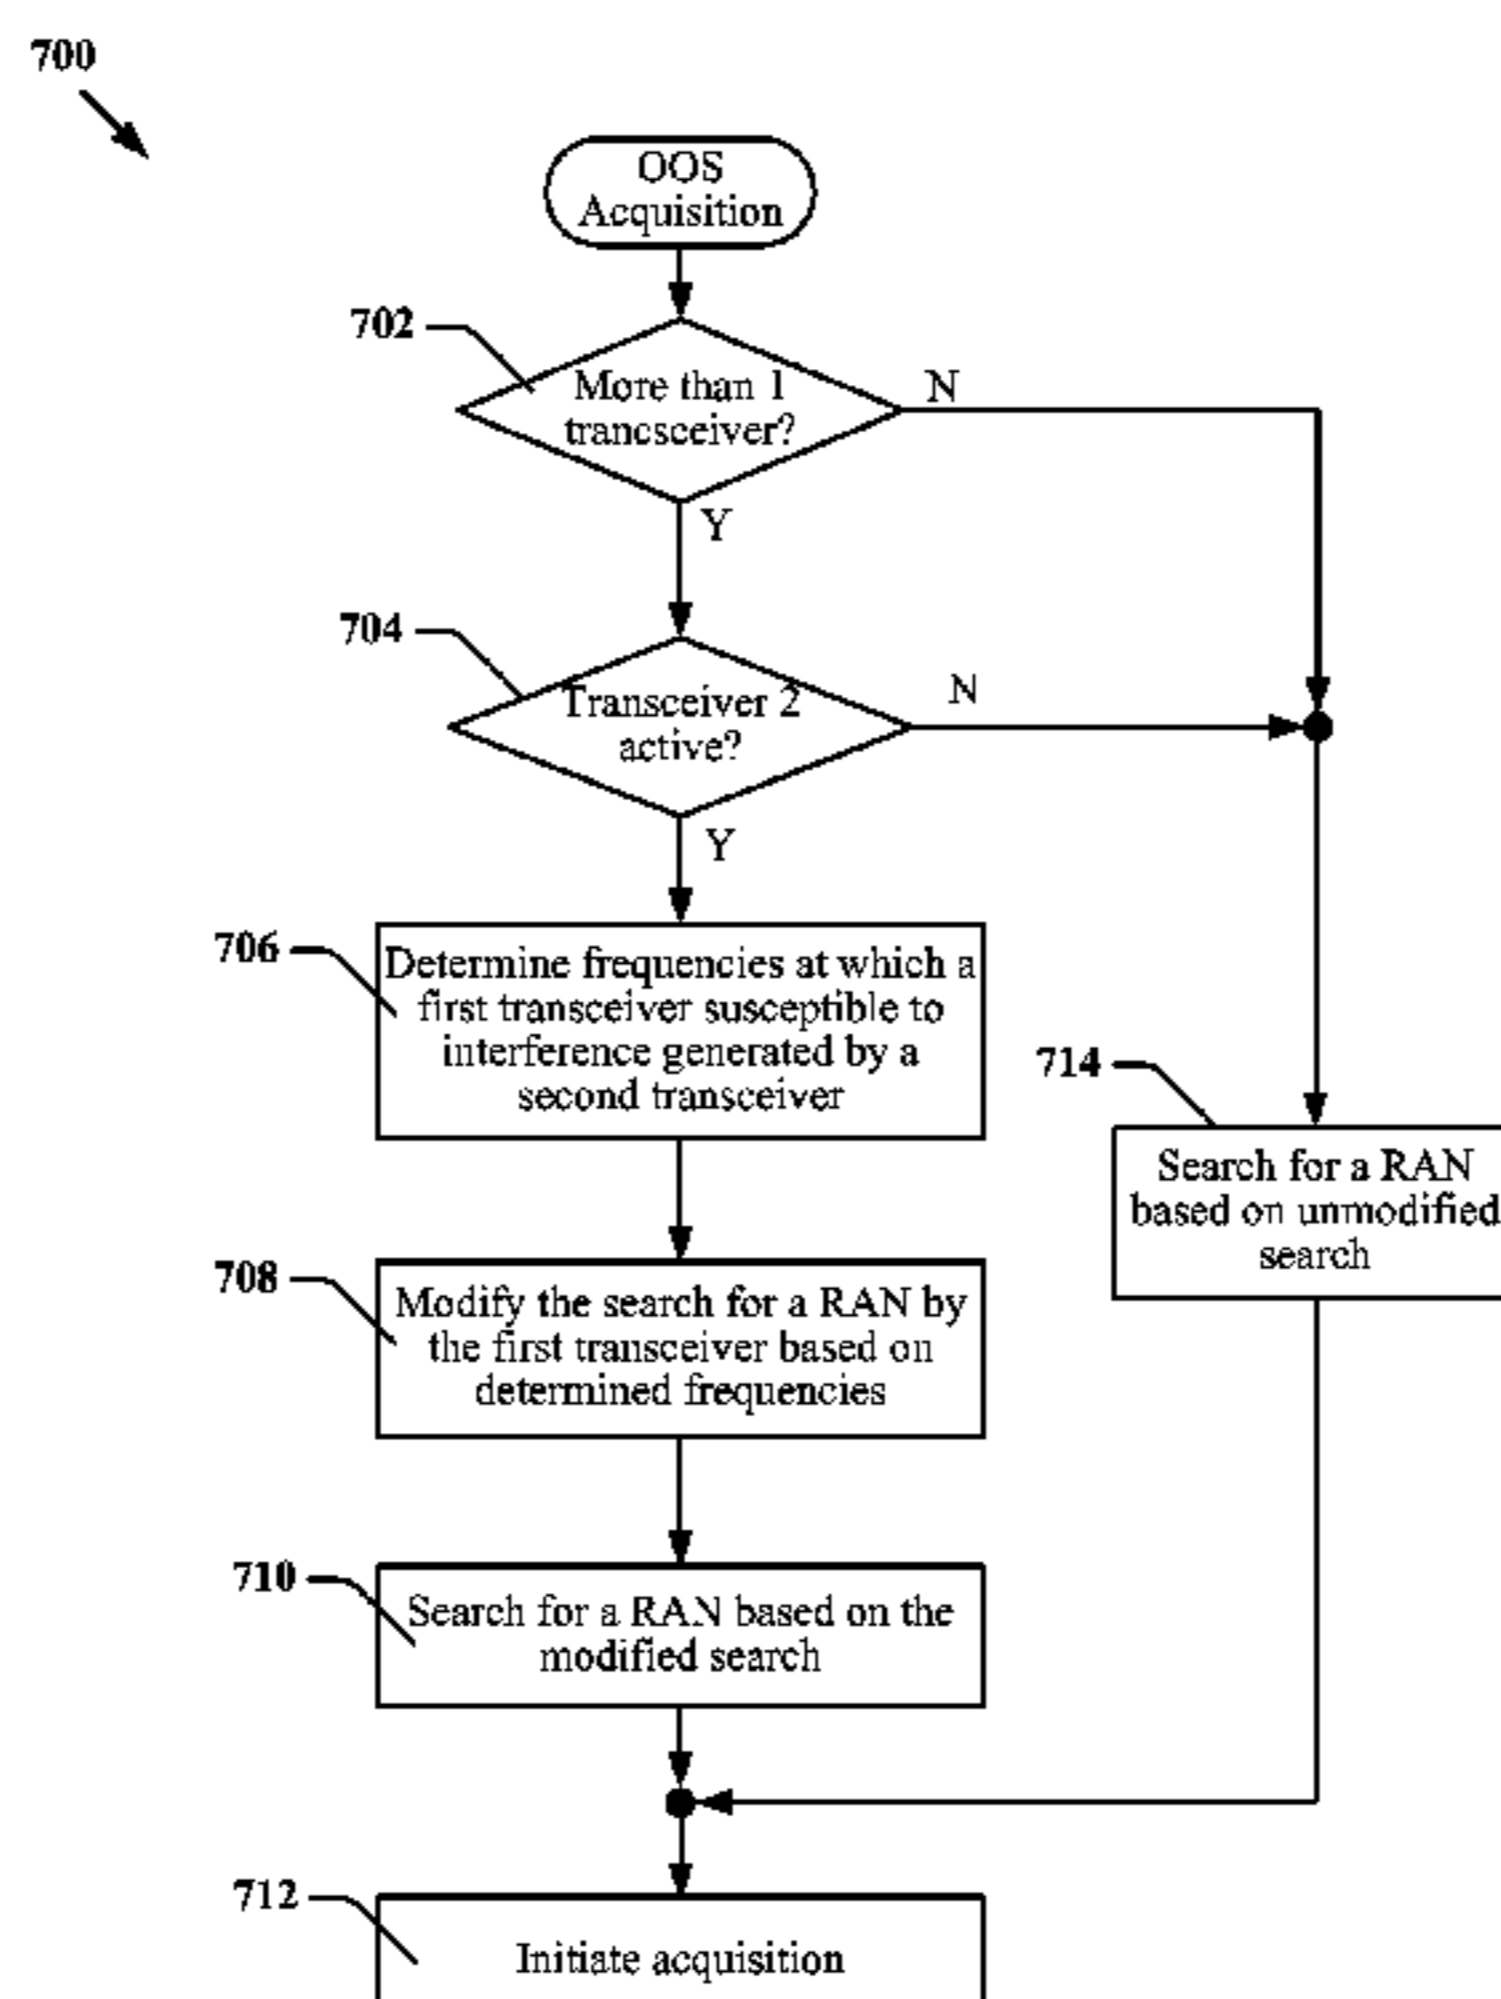 700
OOS
Acquisition
702
More than 1
trancsceiver?
N
Y
704
Transceiver 2
active?
N
Y
706
Determine frequencies at which a
first transceiver susceptible to
interference generated by a
second transceiver
714
Search for a RAN
based on unmodified
search
708
Modify the search for a RAN by
the first transceiver based on
determined frequencies
710
Search for a RAN based on the
modified search
712
Initiate acquisition